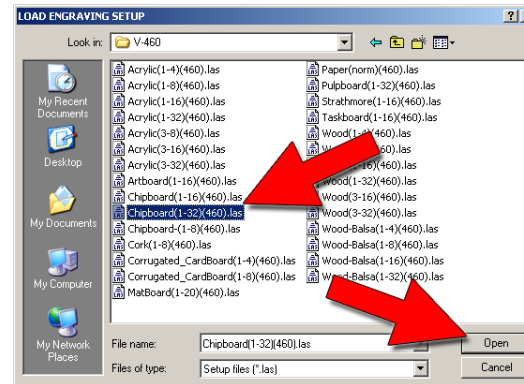 LOAD ENGRAVING SETUP
Look in:
V-460
My Recent
Documents
Desktop
My Documents
My Computer
My Network
Places
Acrylic(1-4)(460).las
Acrylic(1-8)(460).las
Acrylic(1-16)(460).las
Acrylic(1-32)(460).las
Acrylic(3-8)(460).las
Acrylic(3-16)(460).las
Acrylic(3-32)(460).las
Artboard(1-16)(460).las
Chipboard(1-16)(460).las
Chipboard(1-32)(460).las
Chipboard-(1-8)(460).las
Cork(1-8)(460).las
Corrugated_CardBoard(1-4)(460).las
Corrugated_CardBoard(1-8)(460).las
MatBoard(1-20)(460).las
Paper(norm)(460).las
Pulpboard(1-32)(460).las
Strathmore(1-16)(460).las
Taskboard(1-16)(460).las
Wood(1-4)(460).las
Wood(1-32)(460).las
Wood(3-16)(460).las
Wood(3-32)(460).las
Wood-Balsa(1-4)(460).las
Wood-Balsa(1-8)(460).las
Wood-Balsa(1-16)(460).las
Wood-Balsa(1-32)(460).las
File name:
Chipboard(1-32)(460).las
Open
Files of type:
Setup files (*.las)
Cancel